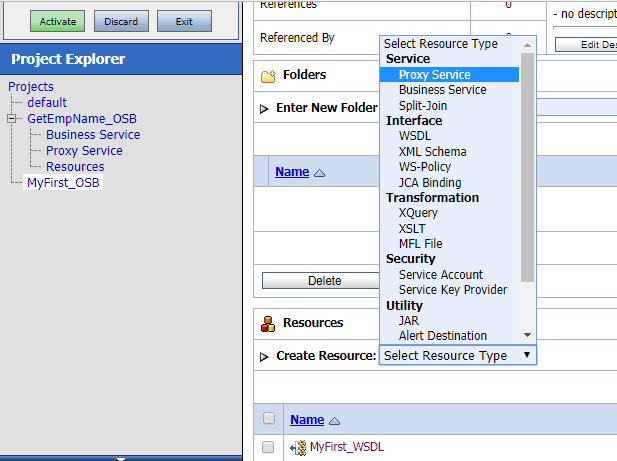 Activate
Discard
Exit
Project Explorer
Projects
default
GetEmpName_OSB
Business Service
Proxy Service
Resources
MyFirst_OSB
References
0
- no descript
Referenced By
Edit Des
Folders
Enter New Folder
Name
Delete
Select Resource Type
Service
Proxy Service
Business Service
Split-Join
Interface
WSDL
XML Schema
WS-Policy
JCA Binding
Transformation
XQuery
XSLT
MFL File
Security
Service Account
Service Key Provider
Utility
JAR
Alert Destination
Resources
Create Resource:
Select Resource Type
Name
MyFirst_WSDL